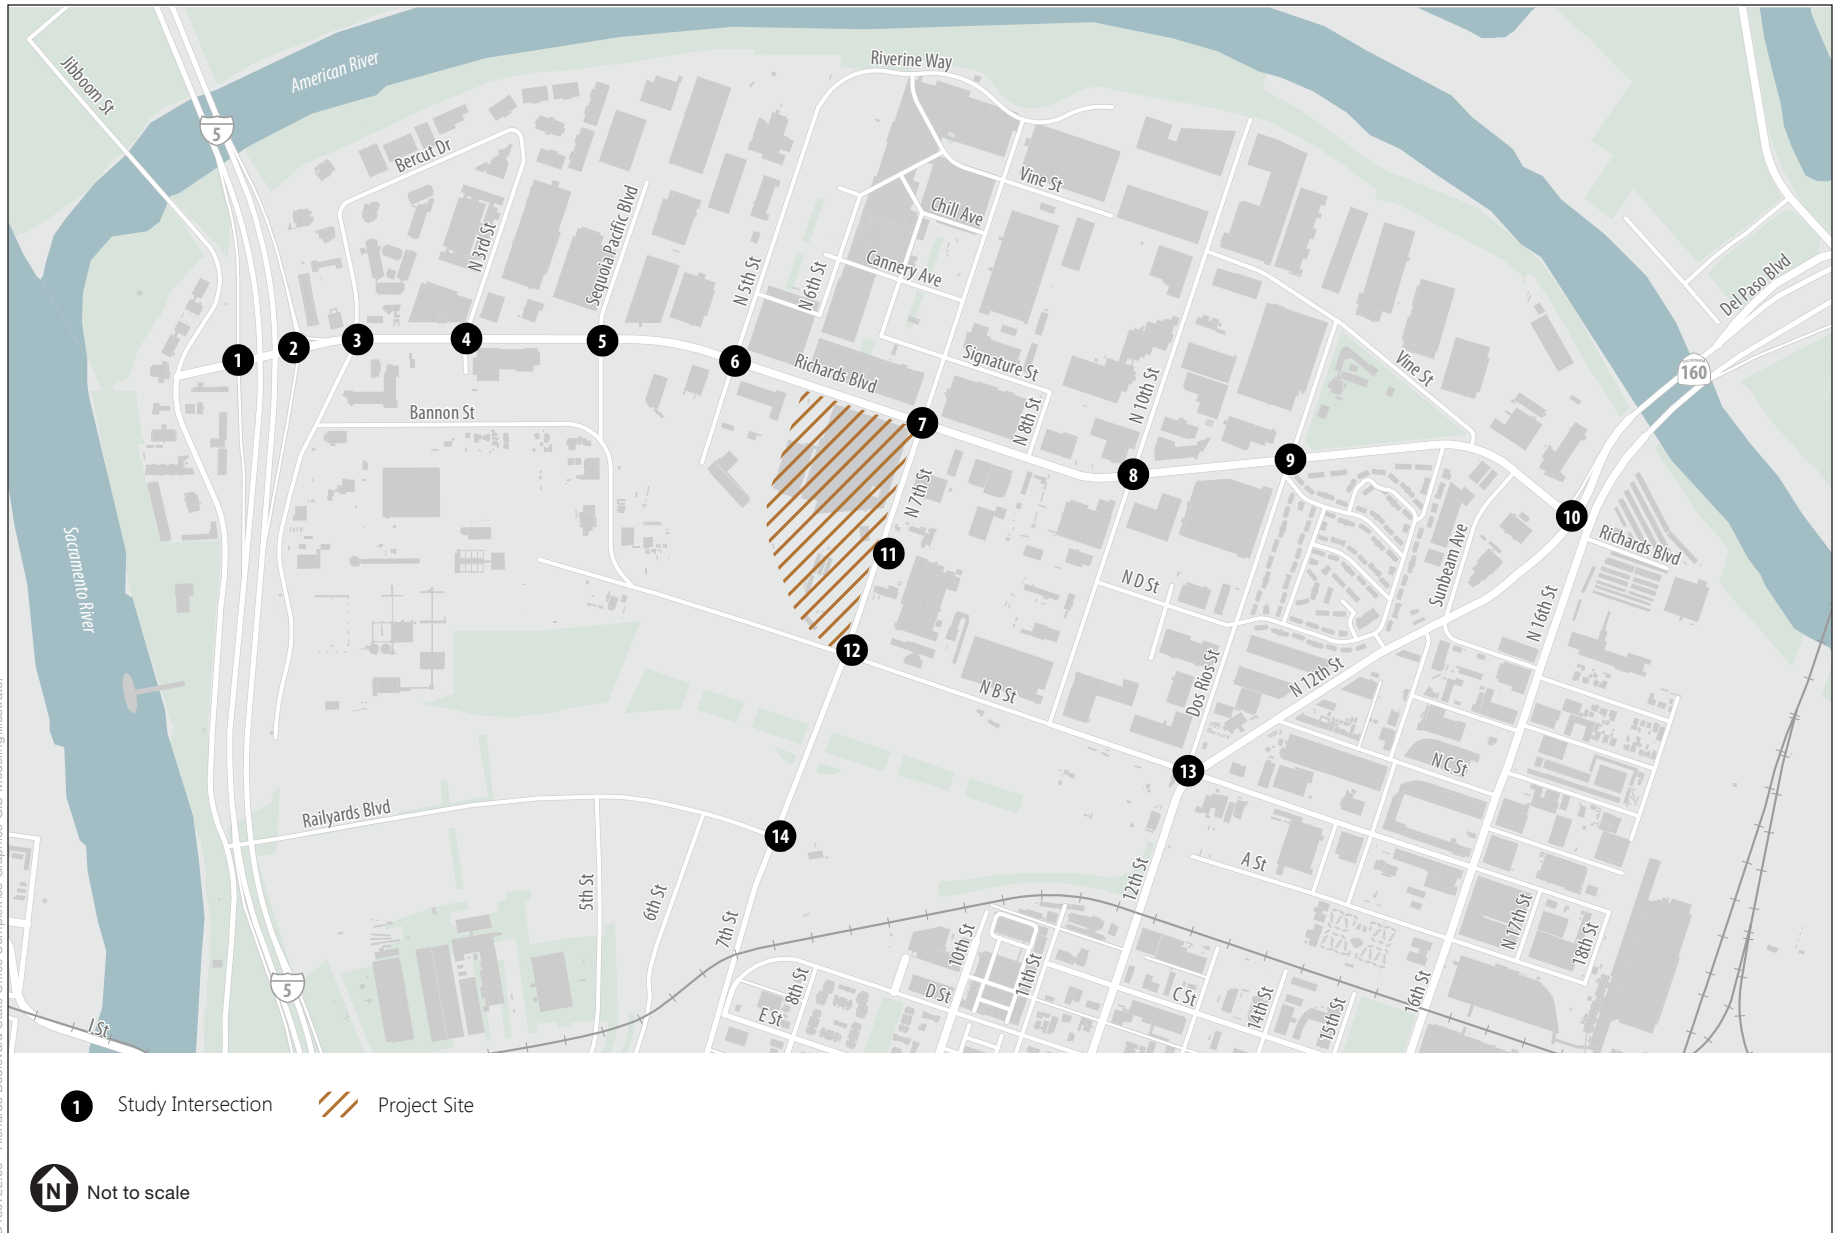 American River
Riverine Way
Jibboom St
5
Bercut Dr
N 3rd St
Sequoia Pacific Blvd
N 5th St
N 6th St
Vine St
Chill Ave
Cannery Ave
Signature St
N 8th St
N 10th St
Vine St
Del Paso Blvd
CALIFORNIA
160
1
2
3
4
5
6
Richards Blvd
7
8
9
10
Bannon St
N 7th St
11
Sacramento River
N D St
Sunbeam Ave
Richards Blvd
N 16th St
12
N B St
Dos Rios St
N 12th St
13
N C St
Railyards Blvd
14
A St
5th St
6th St
7th St
12th St
10th St
11th St
N 17th St
18th St
5
8th St
D St
E St
C St
14th St
15th St
16th St
I St
1
Study Intersection
Project Site
N
Not to scale